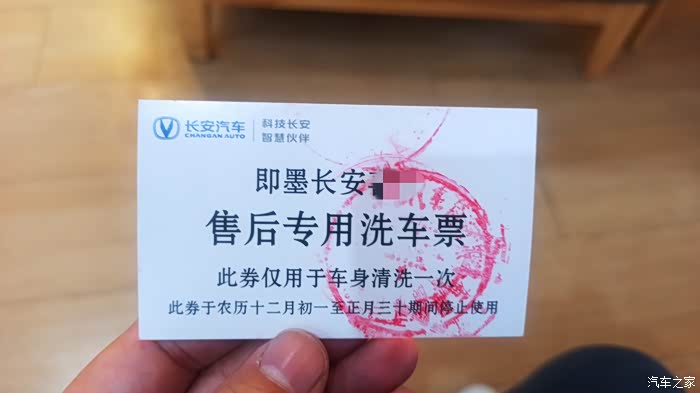 长安汽车
CHANGAN AUTO
科技长安
智慧伙伴
即墨长安
售后专用洗车票
此券仅用于车身清洗一次
此券于农历十二月初一至正月三十期间停止使用
汽车之家